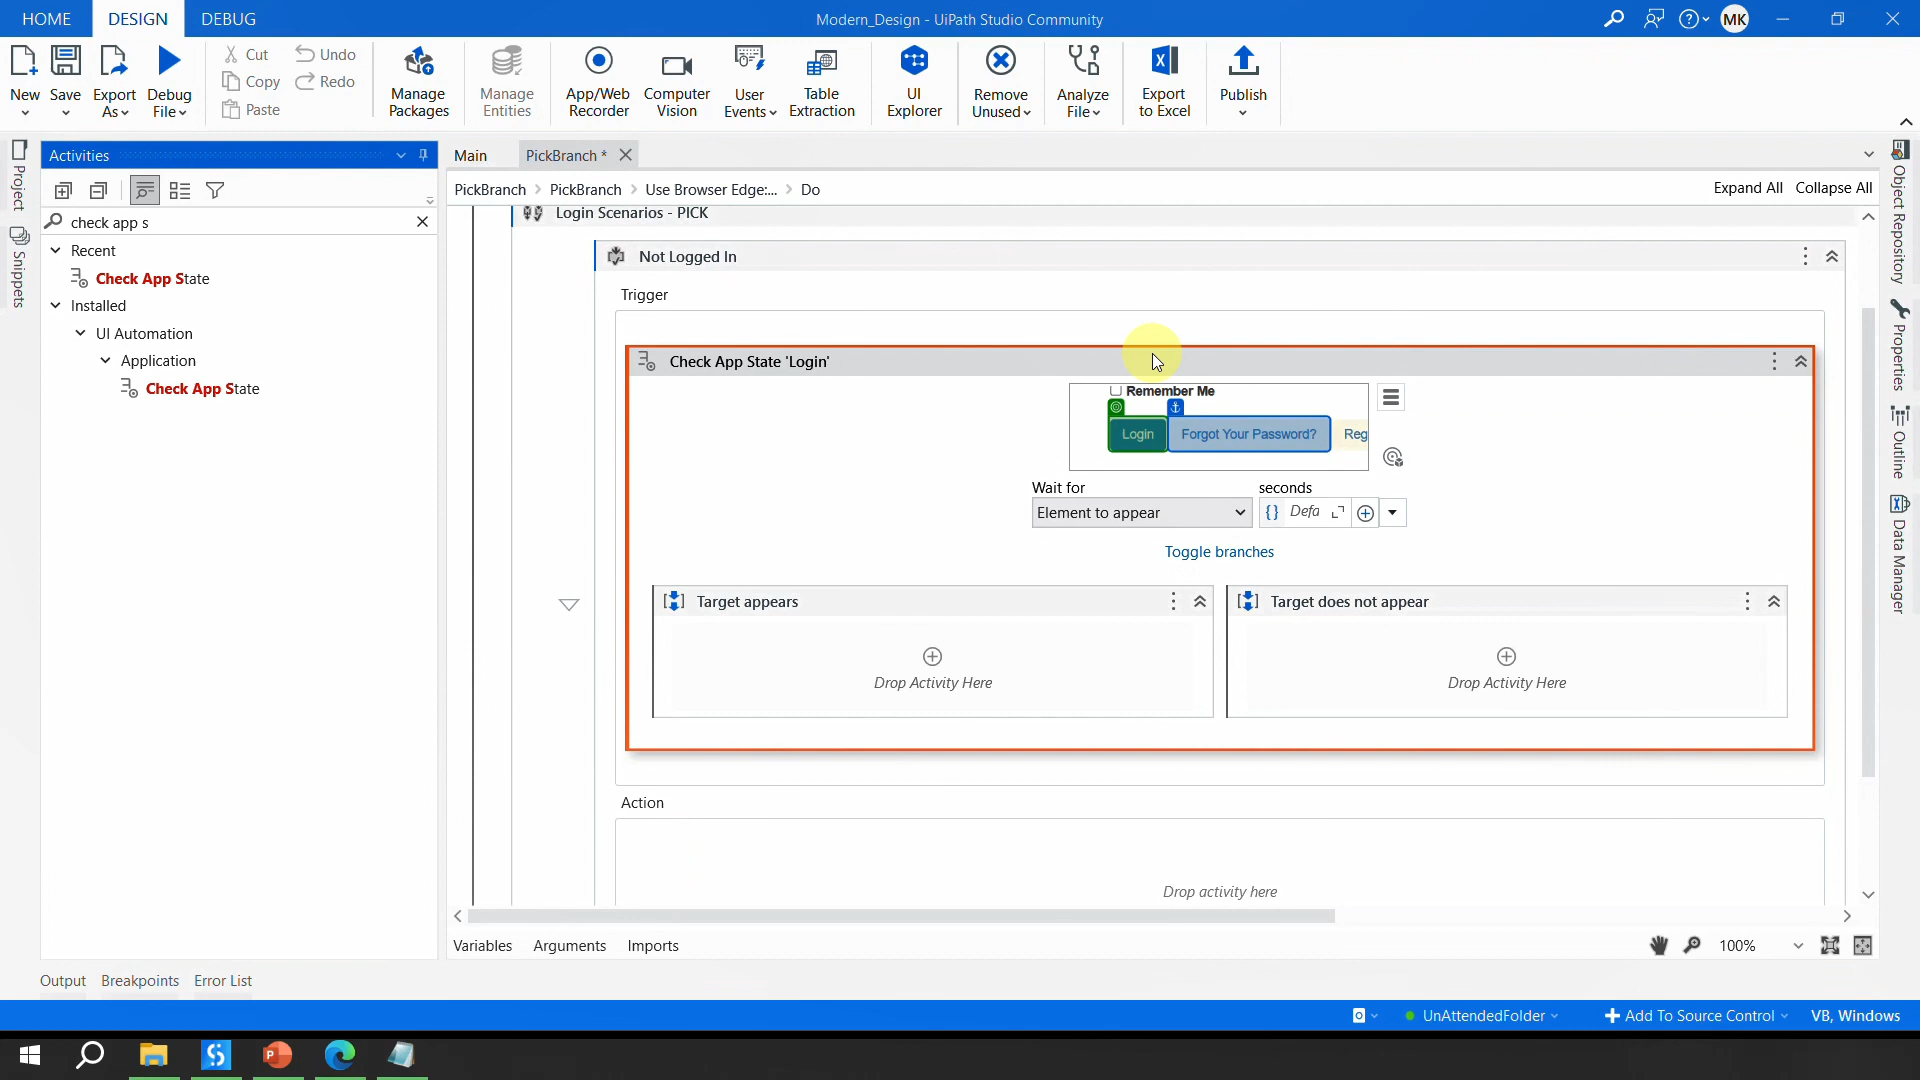 HOME DESIGN DEBUG
Modern_Design - UiPath Studio Community
MK
New Save Export As Debug File
Cut Copy Paste Undo Redo
Manage Packages
Manage Entities
App/Web Recorder
Computer Vision
User Events
Table Extraction
UI Explorer
Remove Unused
Analyze File
Export to Excel
Publish
Project
Snippets
Activities
check app s
Recent
Check App State
Installed
UI Automation
Application
Check App State
Main PickBranch *
PickBranch > PickBranch > Use Browser Edge:... > Do
Expand All Collapse All
Login Scenarios - PICK
Not Logged In
Trigger
Check App State 'Login'
Remember Me
Login Forgot Your Password? Reg
Wait for seconds
Element to appear
{} Defa
Toggle branches
Target appears
Drop Activity Here
Target does not appear
Drop Activity Here
Action
Drop activity here
Variables Arguments Imports
100%
Object Repository
Properties
Outline
Data Manager
Output Breakpoints Error List
UnAttendedFolder
Add To Source Control
VB, Windows